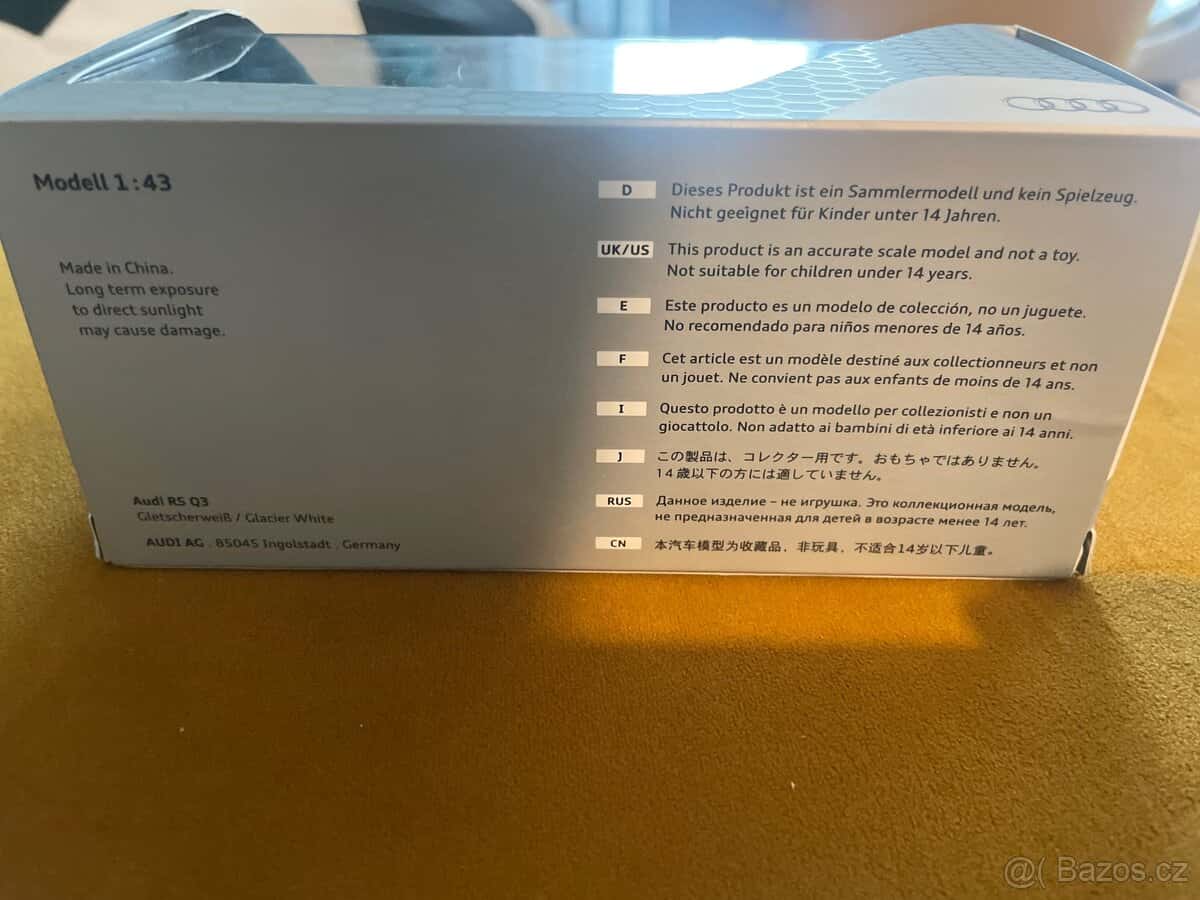 Modell 1:43
Made in China.
Long term exposure
to direct sunlight
may cause damage.
Audi RS Q3
Gletscherweiß / Glacier White
AUDI AG . 85045 Ingolstadt . Germany
D Dieses Produkt ist ein Sammlermodell und kein Spielzeug.
Nicht geeignet für Kinder unter 14 Jahren.
UK/US This product is an accurate scale model and not a toy.
Not suitable for children under 14 years.
E Este producto es un modelo de colección, no un juguete.
No recomendado para niños menores de 14 años.
F Cet article est un modèle destiné aux collectionneurs et non
un jouet. Ne convient pas aux enfants de moins de 14 ans.
I Questo prodotto è un modello per collezionisti e non un
giocattolo. Non adatto ai bambini di età inferiore ai 14 anni.
J この製品は、コレクター用です。おもちゃではありません。
14歳以下の方には適していません。
RUS Данное изделие – не игрушка. Это коллекционная модель,
не предназначенная для детей в возрасте менее 14 лет.
CN 本汽车模型为收藏品，非玩具，不适合14岁以下儿童。
@( Bazos.cz